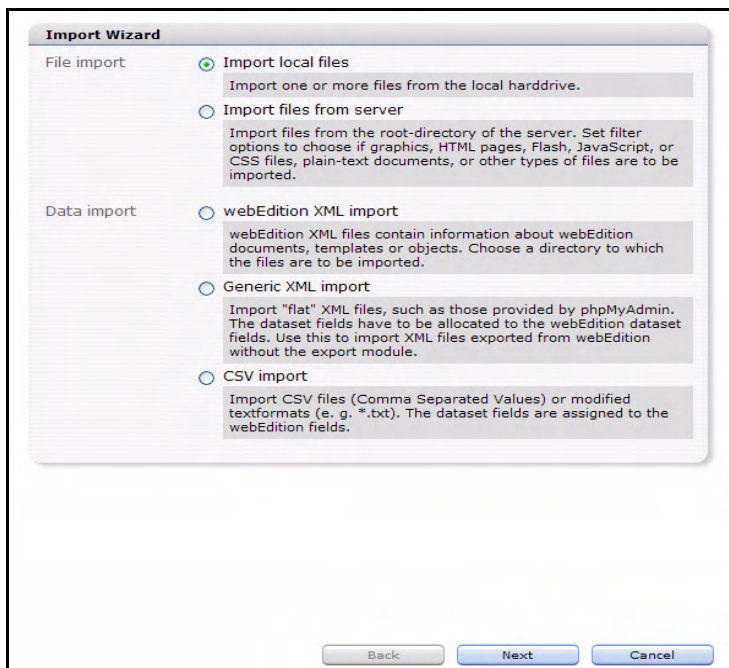 Import Wizard
File import
Import local files
Import one or more files from the local harddrive.
Import files from server
Import files from the root-directory of the server. Set filter
options to choose if graphics, HTML pages, Flash, JavaScript, or
CSS files, plain-text documents, or other types of files are to be
imported.
Data import
webEdition XML import
webEdition XML files contain information about webEdition
documents, templates or objects. Choose a directory to which
the files are to be imported.
Generic XML import
Import "flat" XML files, such as those provided by phpMyAdmin.
The dataset fields have to be allocated to the webEdition dataset
fields. Use this to import XML files exported from webEdition
without the export module.
CSV import
Import CSV files (Comma Separated Values) or modified
textformats (e. g. *.txt). The dataset fields are assigned to the
webEdition fields.
Back
Next
Cancel